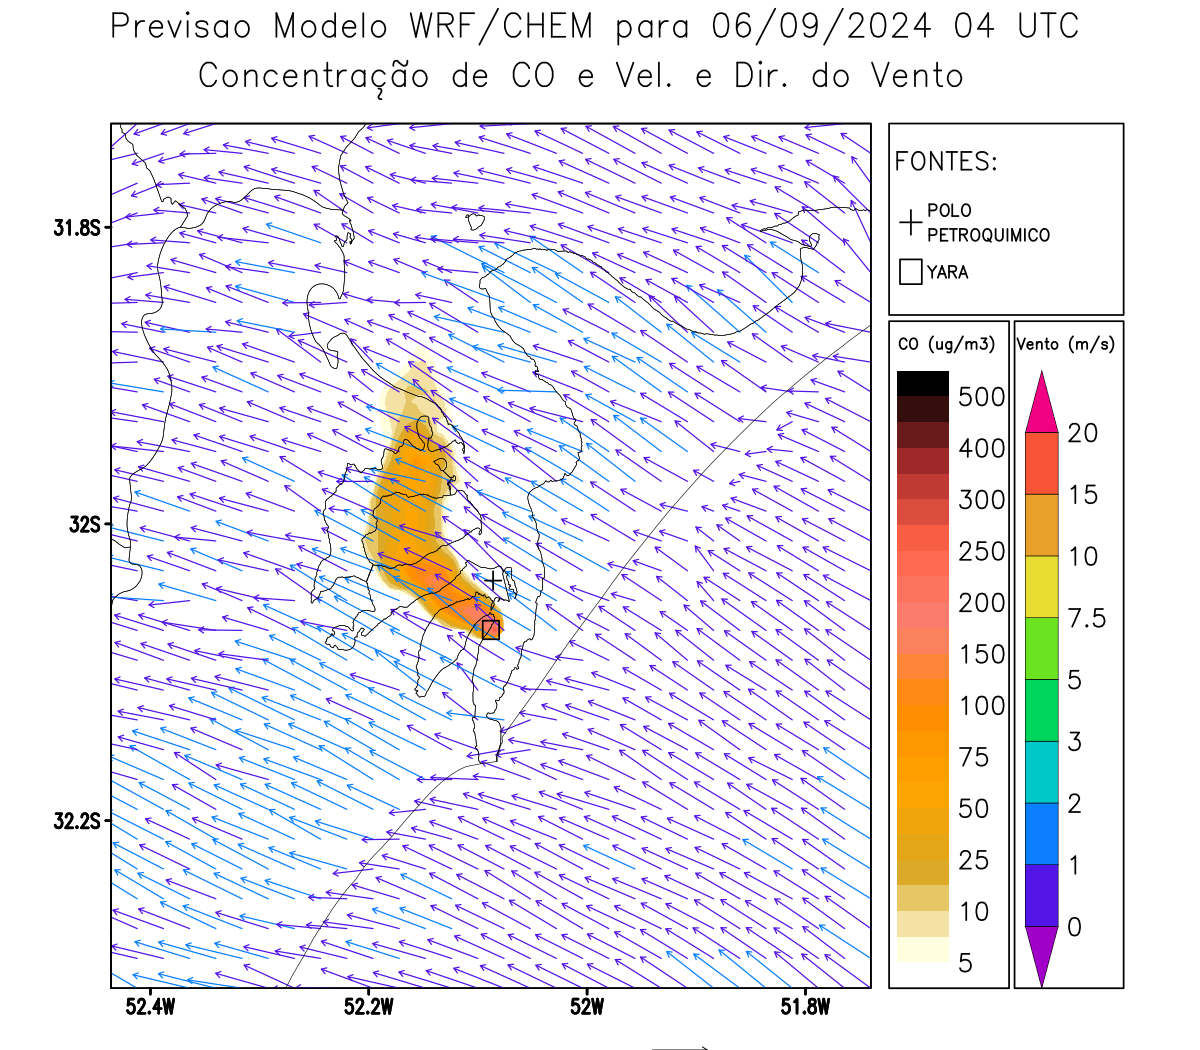 Previsao Modelo WRF/CHEM para 06/09/2024 04 UTC
Concentração de CO e Vel. e Dir. do Vento
FONTES:
POLO
PETROQUIMICO
YARA
31.8S
32S
32.2S
52.4W
52.2W
52W
51.8W
CO (ug/m3)
500
400
300
250
200
150
100
75
50
25
10
5
Vento (m/s)
20
15
10
7.5
5
3
2
1
0